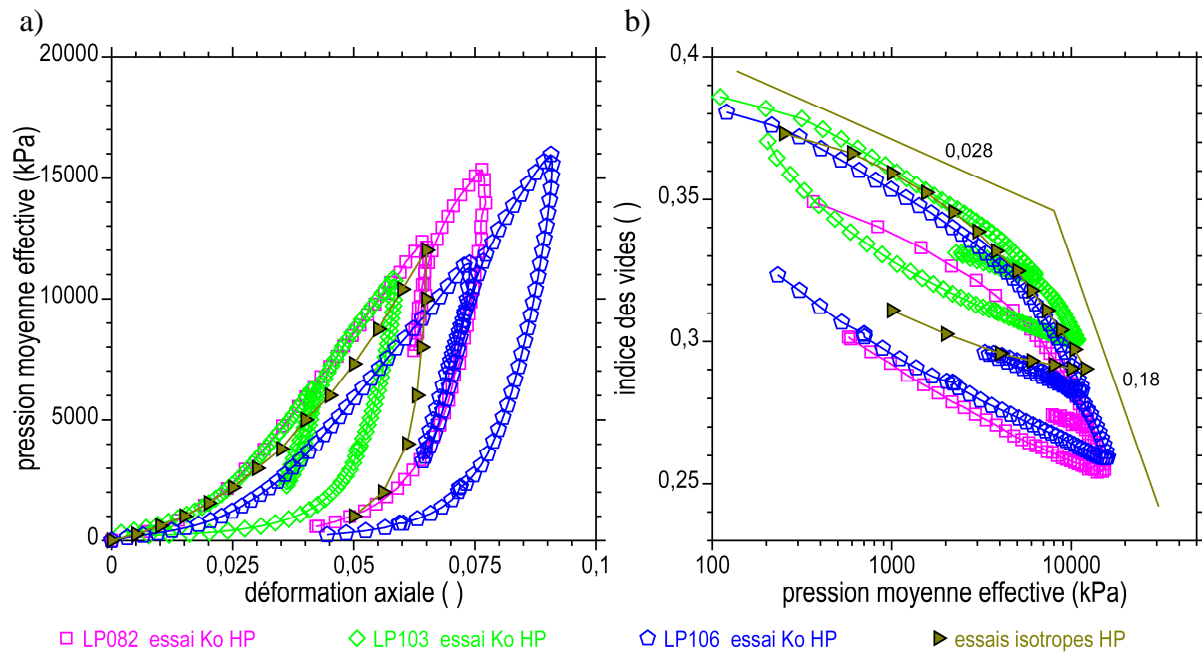 a)
pression moyenne effective (kPa)
20000
15000
10000
5000
0
0
0,025
0,05
0,075
0,1
déformation axiale ( )
b)
indice des vides ( )
0,4
0,35
0,3
0,25
0,028
0,18
100
1000
10000
pression moyenne effective (kPa)
LP082 essai Ko HP
LP103 essai Ko HP
LP106 essai Ko HP
essais isotropes HP